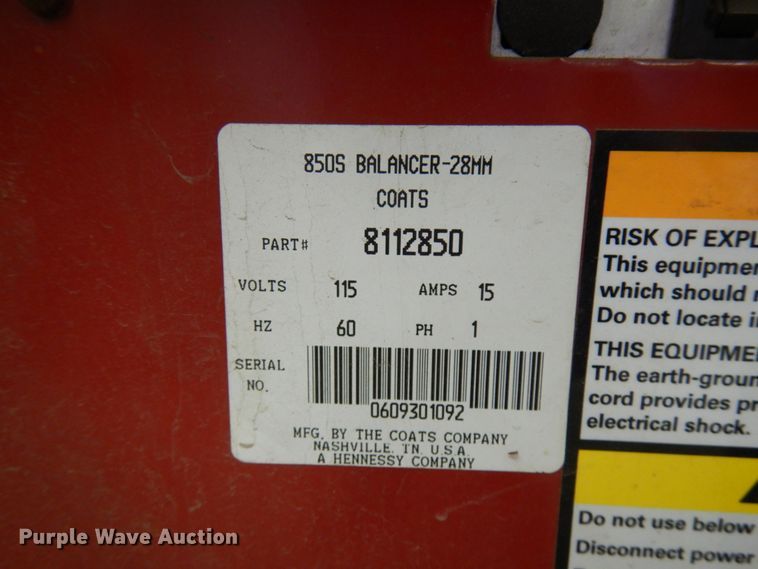 850S BALANCER-28MM
COATS
PART# 8112850
VOLTS 115 AMPS 15
HZ 60 PH 1
SERIAL NO. 0609301092
MFG. BY THE COATS COMPANY
NASHVILLE, TN. U.S.A.
A HENNESSY COMPANY
RISK OF EXPL
This equipmen
which should
Do not locate
THIS EQUIPME
The earth-groun
cord provides pr
electrical shock.
Do not use below
Disconnect power
Purple Wave Auction